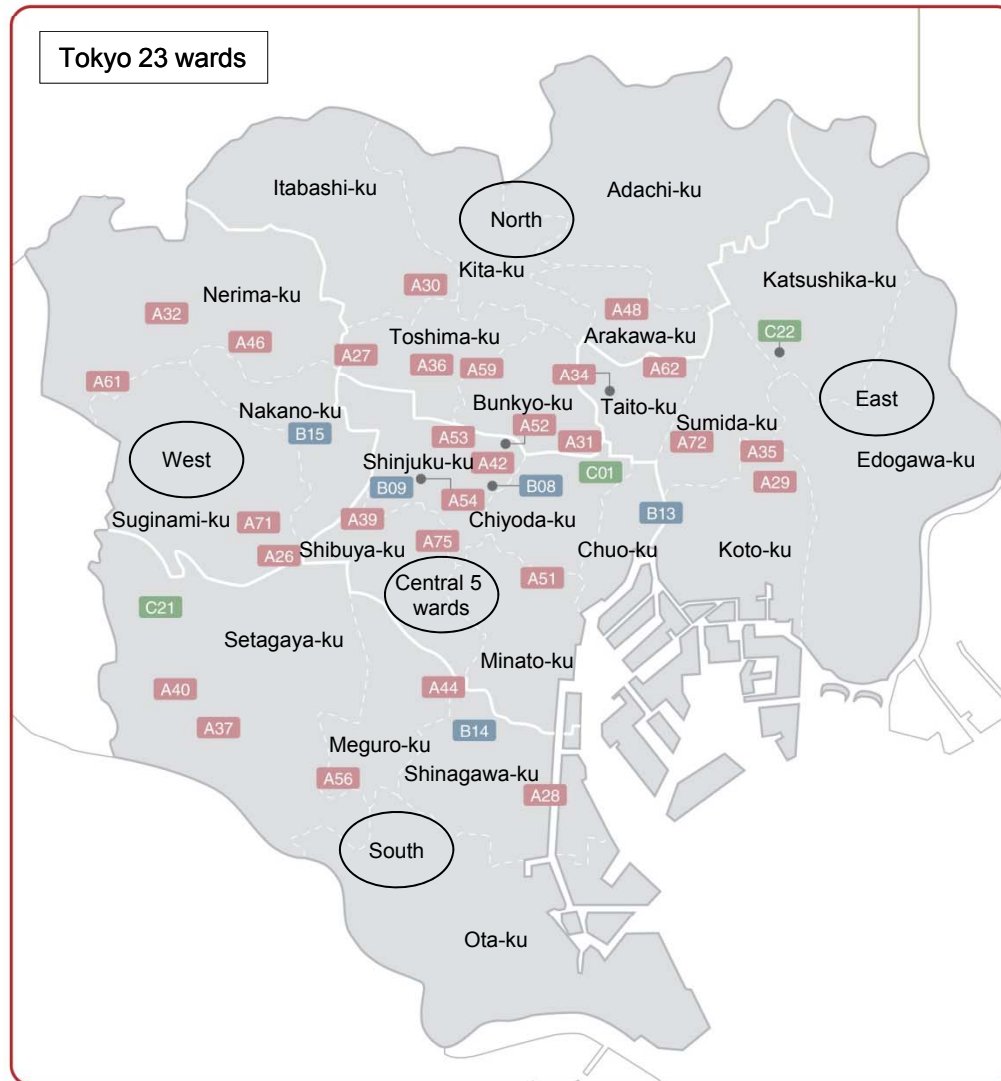 Tokyo 23 wards
Itabashi-ku
Adachi-ku
North
Kita-ku
Katsushika-ku
A30
Nerima-ku
A32
A48
C22
Arakawa-ku
Toshima-ku
A46
A27
A36
A59
A34
A62
A61
Taito-ku
East
Nakano-ku
Bunkyo-ku
B15
A53
A52
A31
Sumida-ku
A72
A35
West
Shinjuku-ku
A42
C01
Edogawa-ku
B09
A54
B08
A29
Suginami-ku
A71
A39
Chiyoda-ku
B13
A26
Shibuya-ku
A75
Chuo-ku
Koto-ku
Central 5
wards
A51
C21
Setagaya-ku
Minato-ku
A40
A44
A37
B14
Meguro-ku
A56
Shinagawa-ku
A28
South
Ota-ku